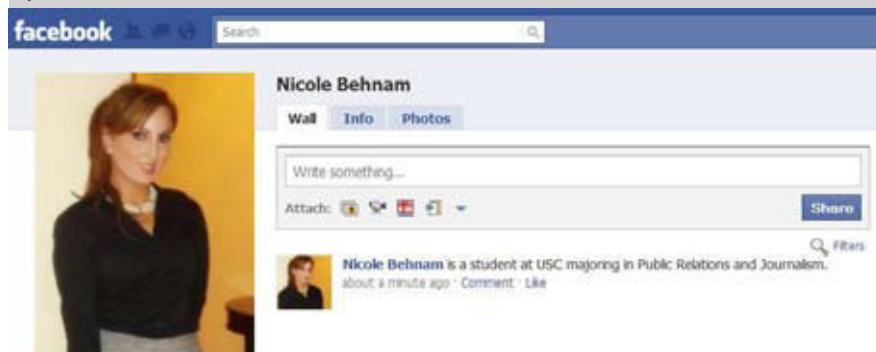 facebook
Search
Nicole Behnam
Wall Info Photos
Write something...
Attach:
Share
Filters
Nicole Behnam is a student at USC majoring in Public Relations and Journalism.
about a minute ago · Comment · Like